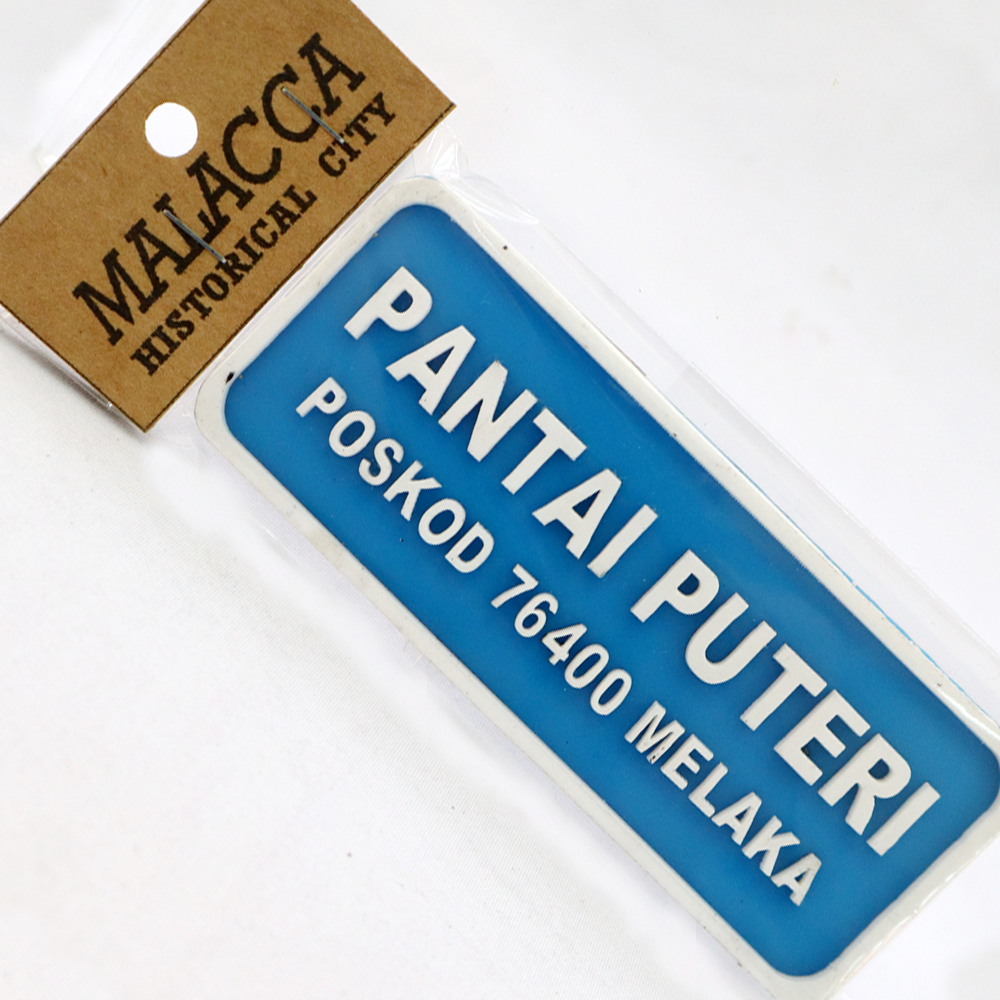 MALACCA
HISTORICAL CITY
PANTAI PUTERI
POSKOD 76400 MELAKA